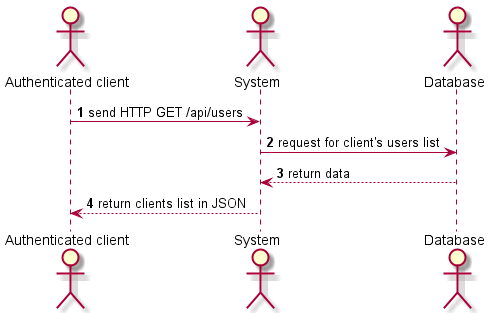 Authenticated client System Database
1 send HTTP GET /api/users
2 request for client's users list
3 return data
4 return clients list in JSON
Authenticated client System Database